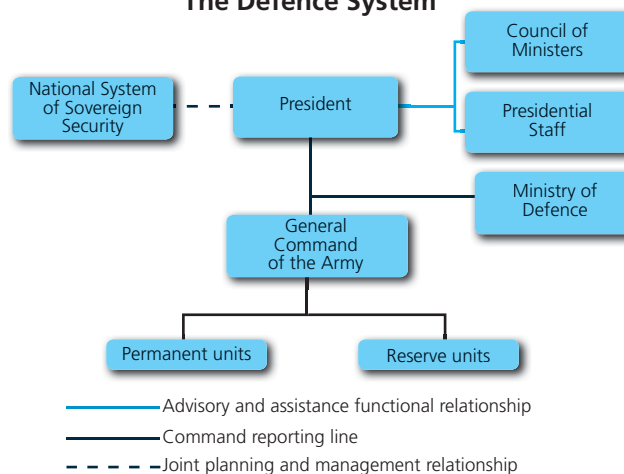 The Defence System
Council of
Ministers
National System
of Sovereign
Security
President
Presidential
Staff
Ministry of
Defence
General
Command
of the Army
Permanent units
Reserve units
Advisory and assistance functional relationship
Command reporting line
Joint planning and management relationship